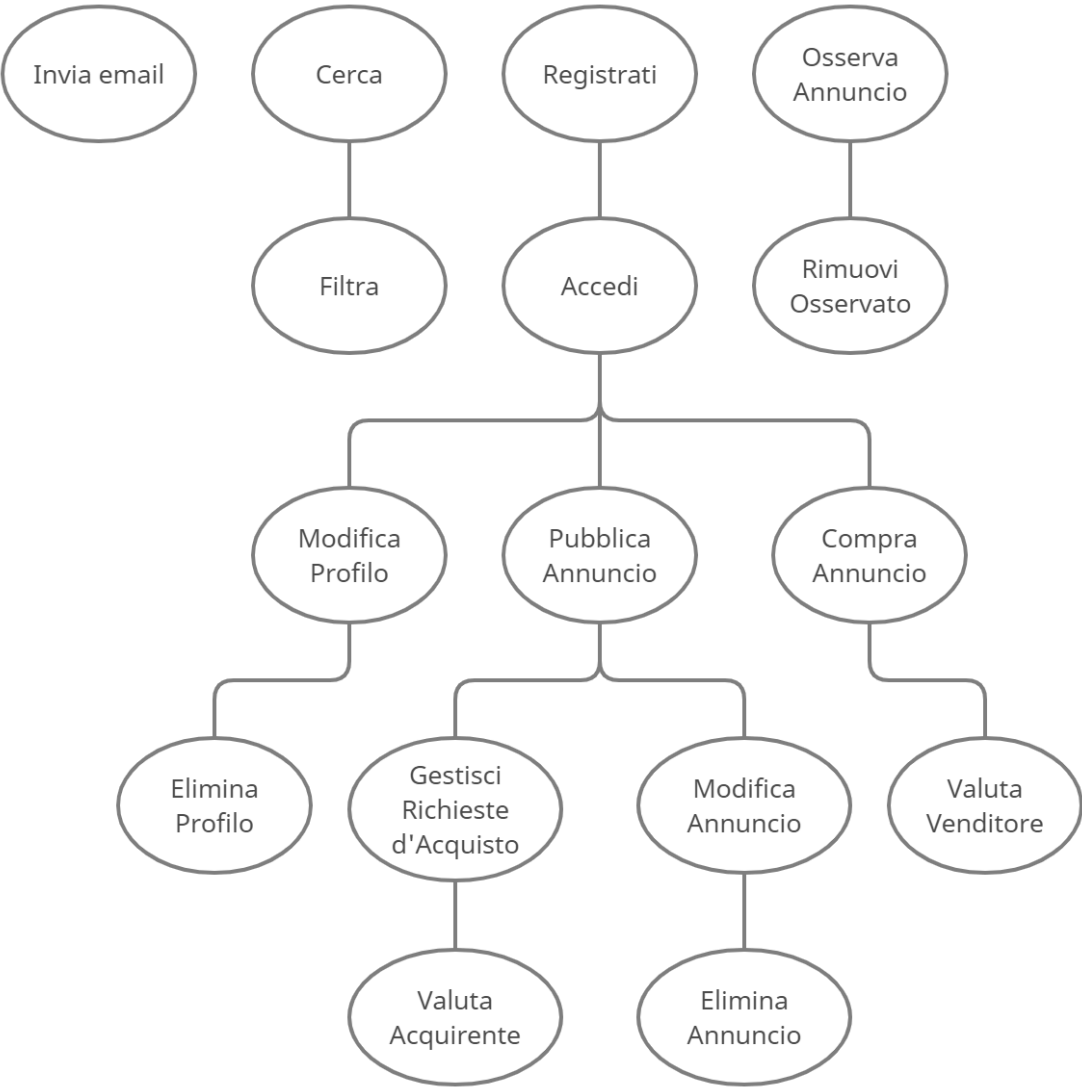 Invia email
Cerca
Registrati
Osserva
Annuncio
Filtra
Accedi
Rimuovi
Osservato
Modifica
Profilo
Pubblica
Annuncio
Compra
Annuncio
Elimina
Profilo
Gestisci
Richieste
d'Acquisto
Modifica
Annuncio
Valuta
Venditore
Valuta
Acquirente
Elimina
Annuncio